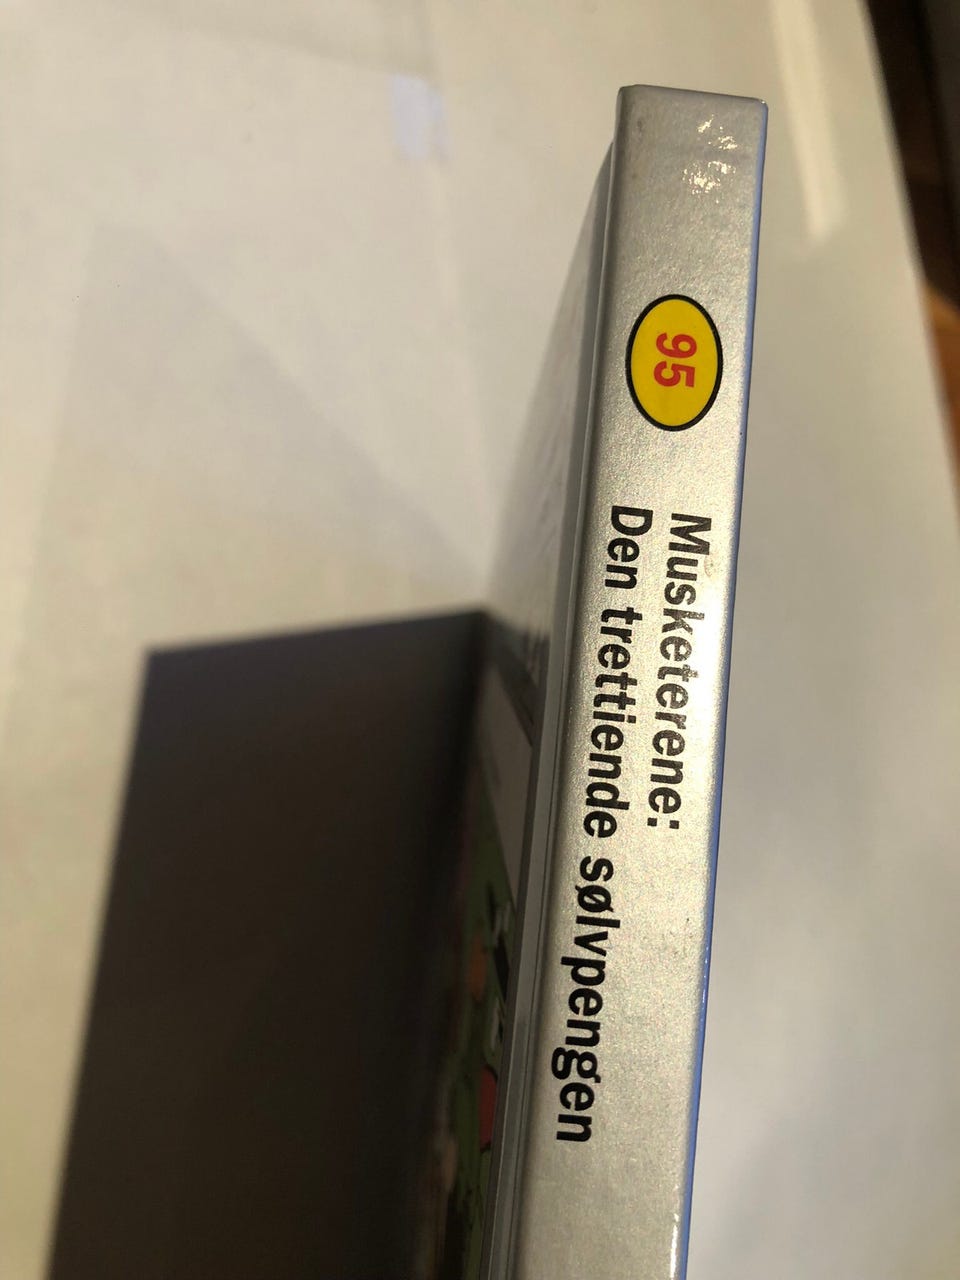 95
Musketerene:
Den trettiende sølvpengen